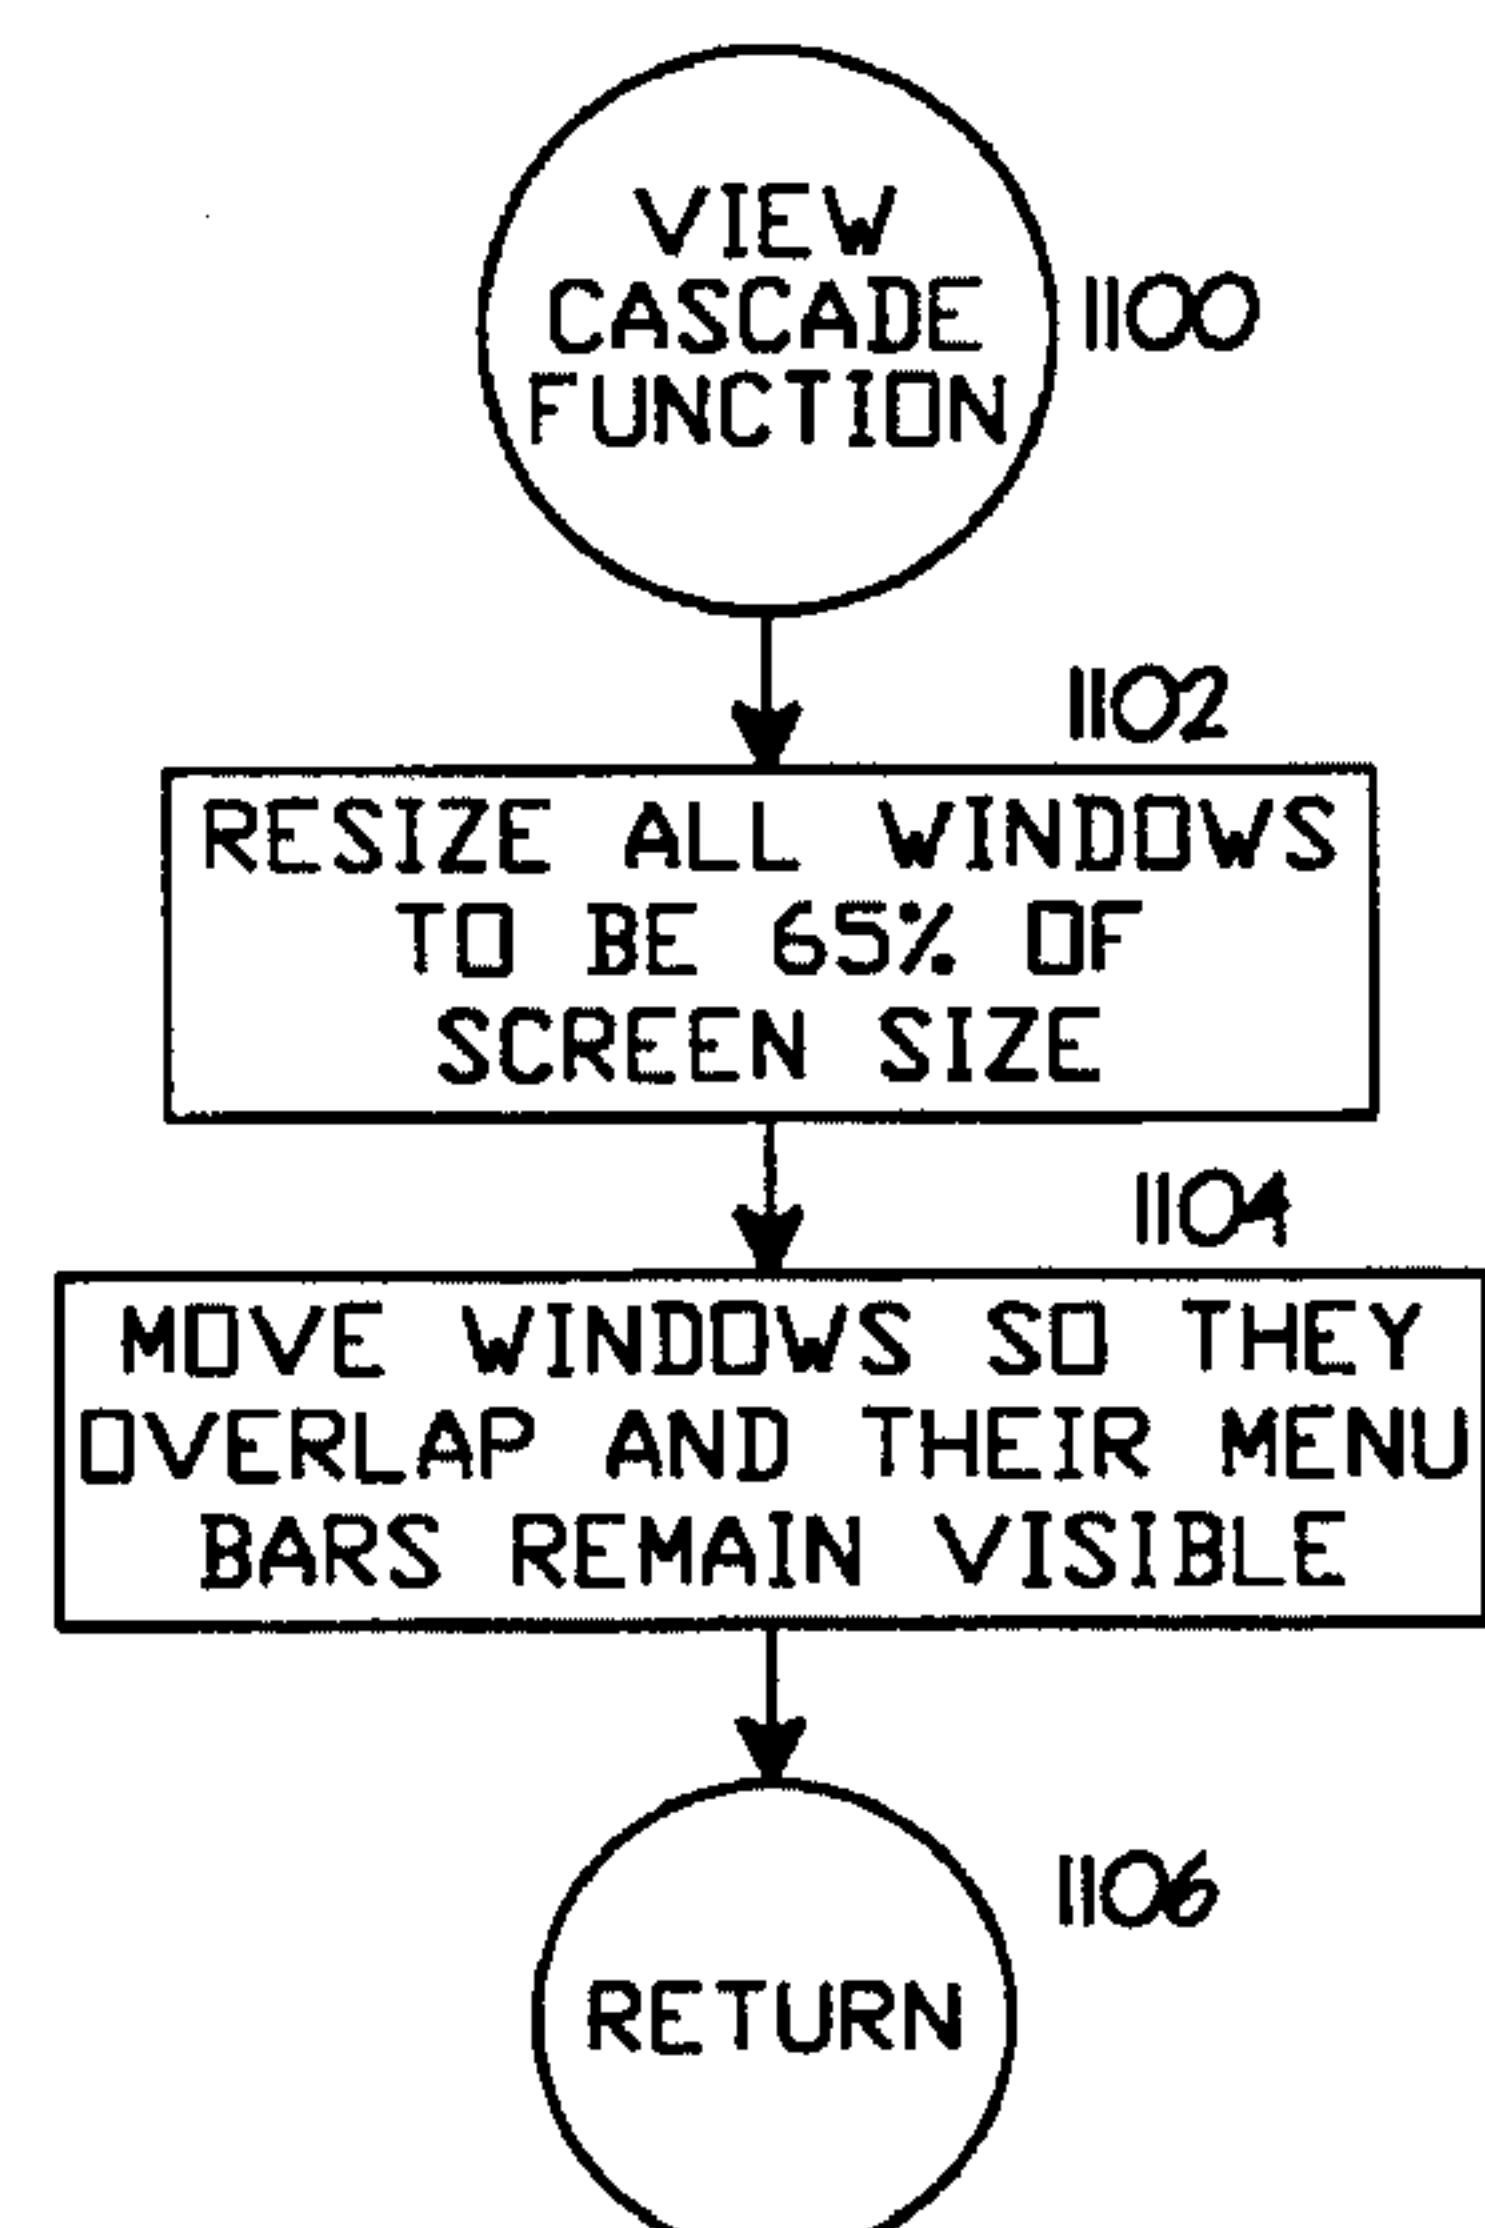 VIEW
CASCADE
FUNCTION
1100
1102
RESIZE ALL WINDOWS
TO BE 65% OF
SCREEN SIZE
1104
MOVE WINDOWS SO THEY
OVERLAP AND THEIR MENU
BARS REMAIN VISIBLE
1106
RETURN